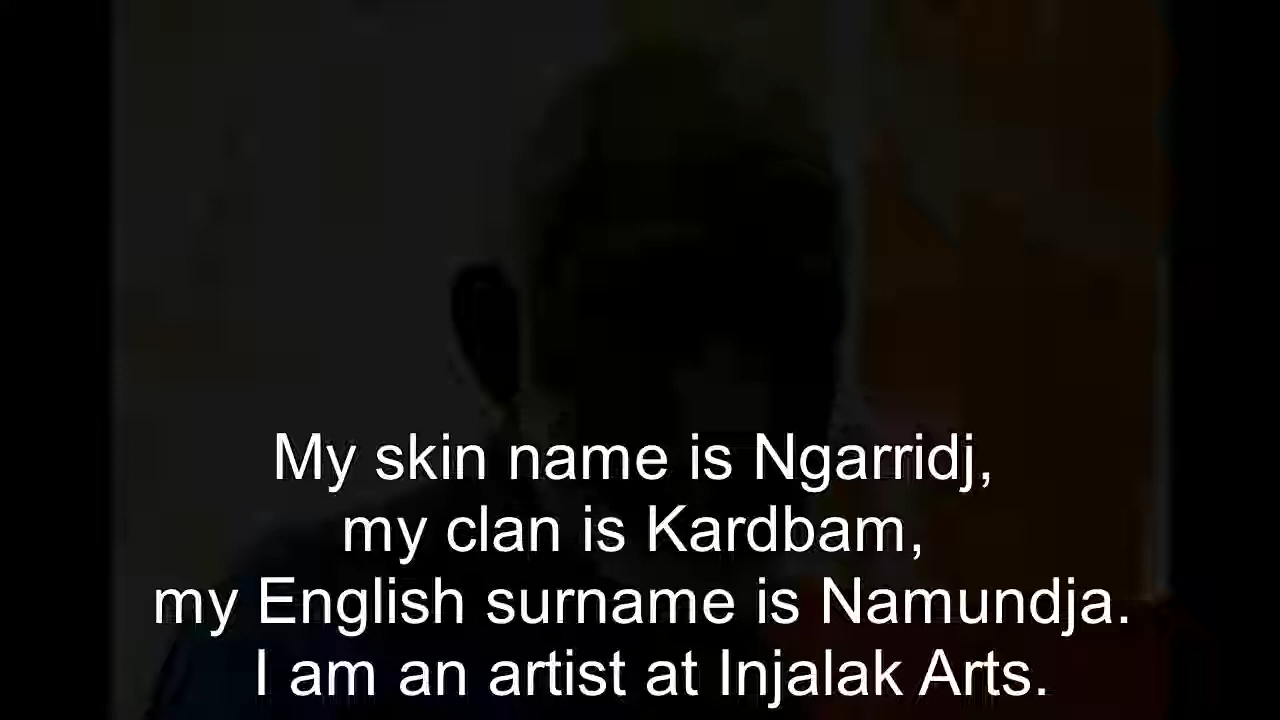 My skin name is Ngarridj,
my clan is Kardbam,
my English surname is Namundja.
I am an artist at Injalak Arts.